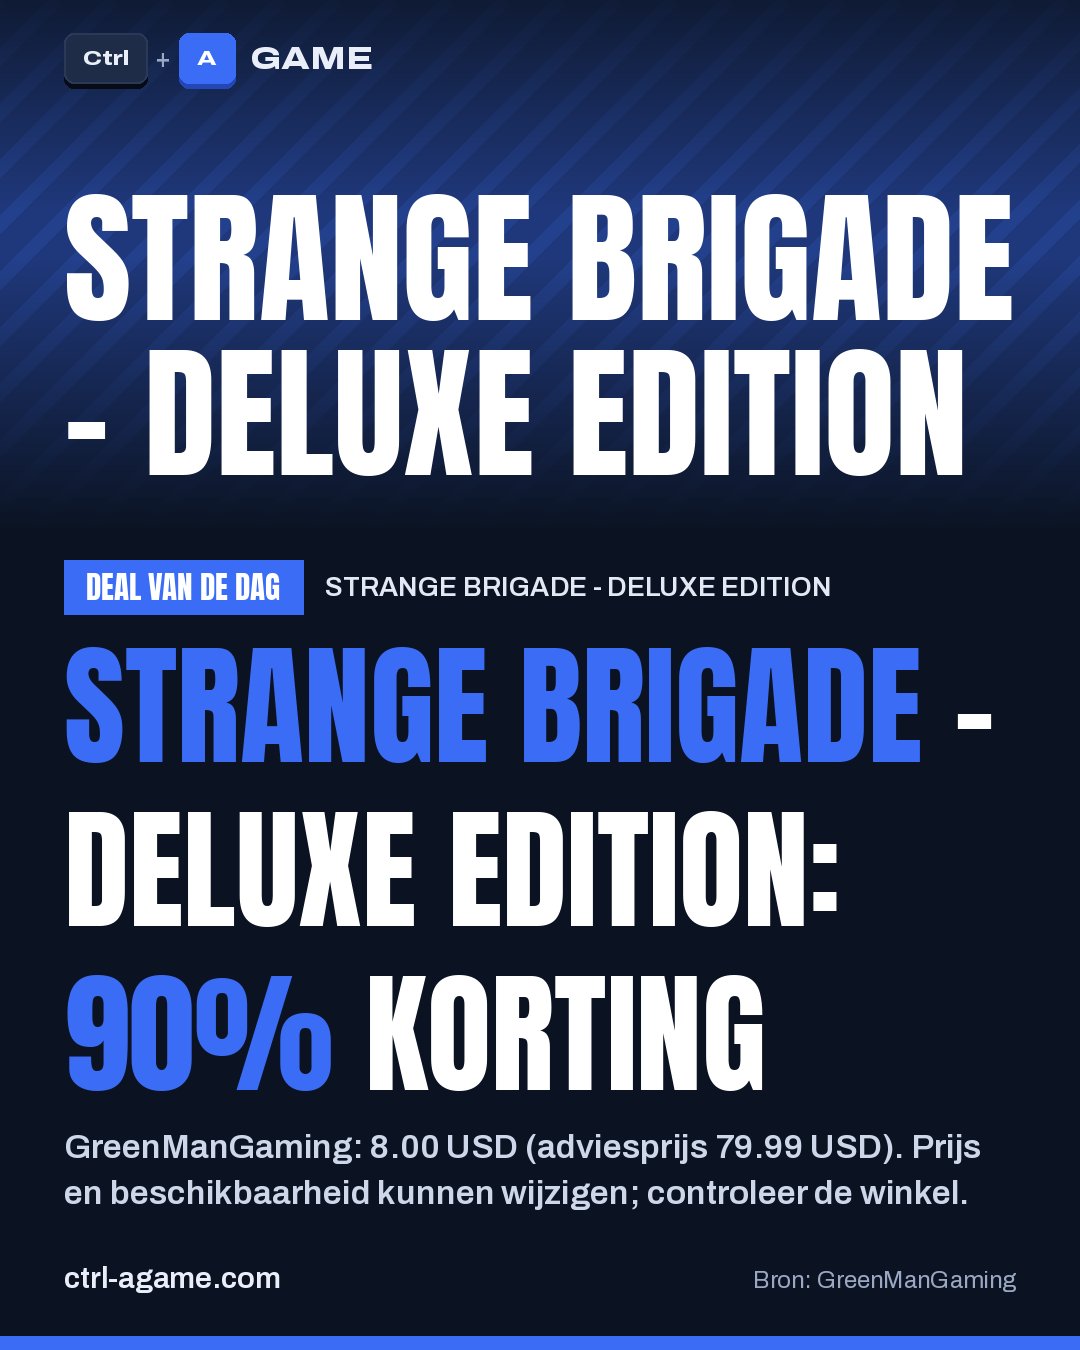 Ctrl + A GAME
STRANGE BRIGADE
- DELUXE EDITION
DEAL VAN DE DAG STRANGE BRIGADE - DELUXE EDITION
STRANGE BRIGADE -
DELUXE EDITION:
90% KORTING
GreenManGaming: 8.00 USD (adviesprijs 79.99 USD). Prijs
en beschikbaarheid kunnen wijzigen; controleer de winkel.
ctrl-agame.com Bron: GreenManGaming